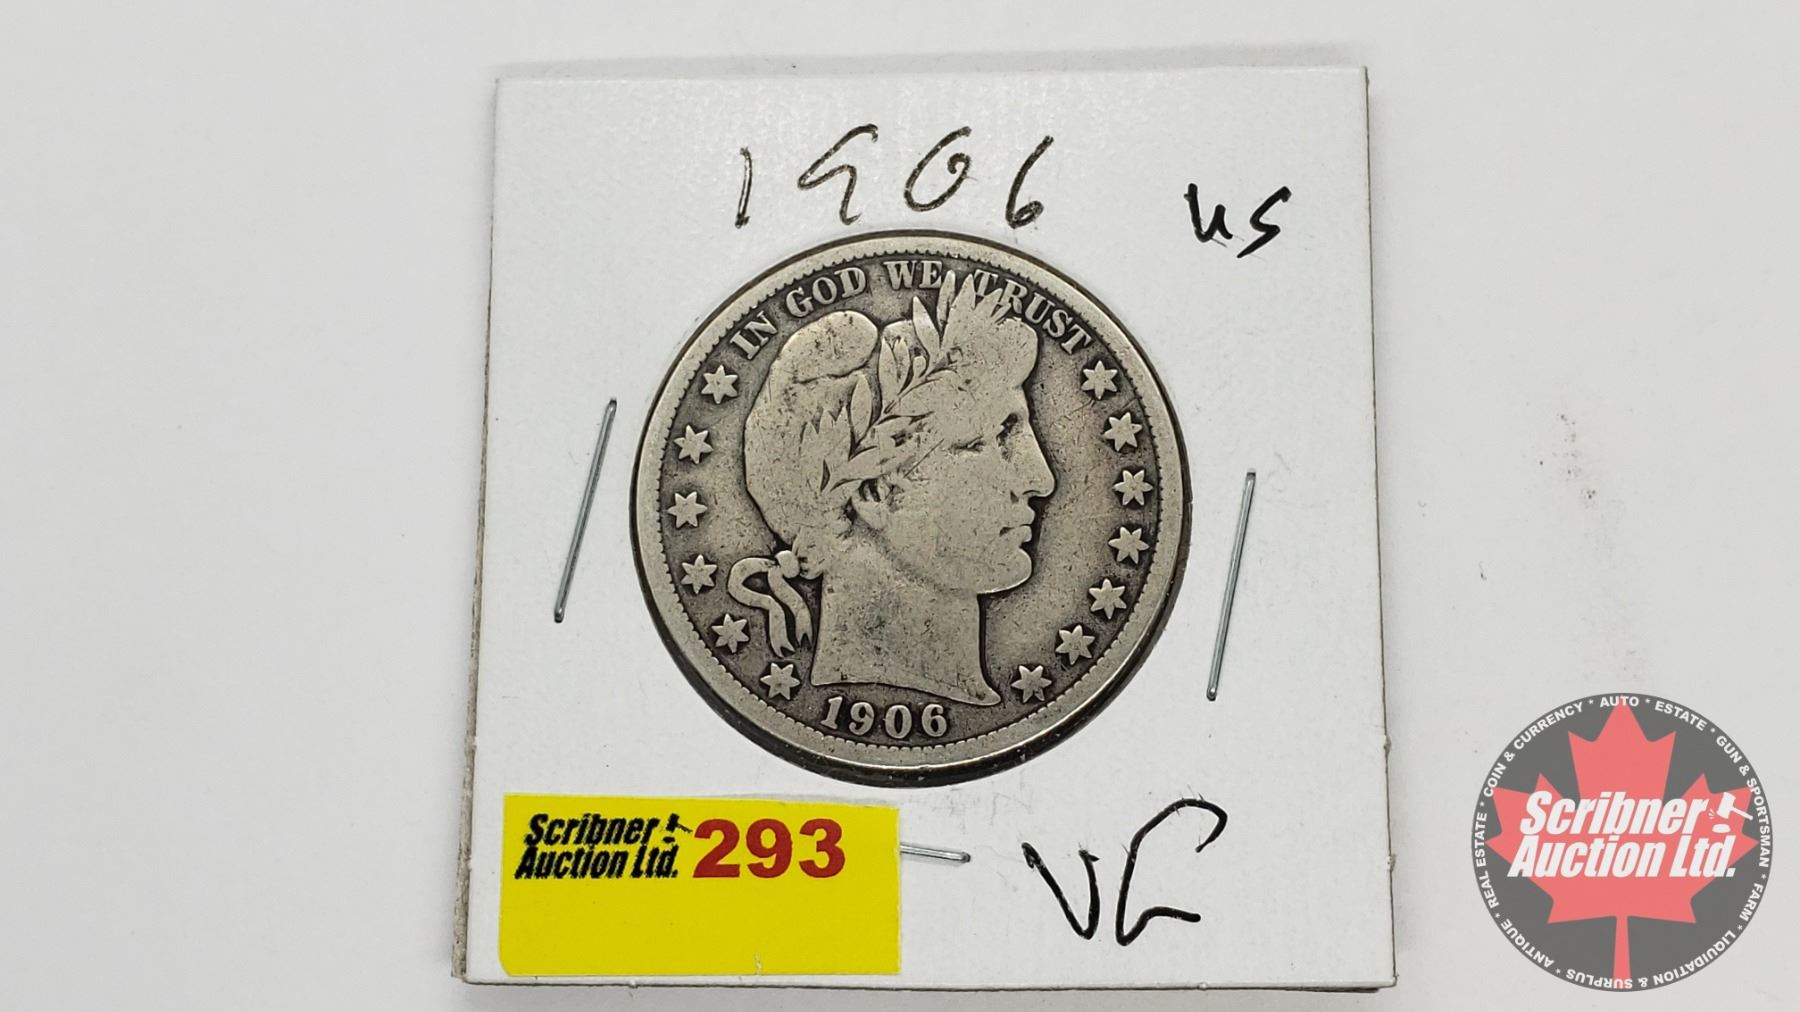 1906
us
IN GOD WE TRUST
1906
Scribner
Auction Ltd.
293
VG
* COIN & CURRENCY * AUTO * ESTATE * GUN & SPORTSMAN * FARM * LIQUIDATION & SURPLUS * ANTIQUE * REAL ESTATE
Scribner
Auction Ltd.